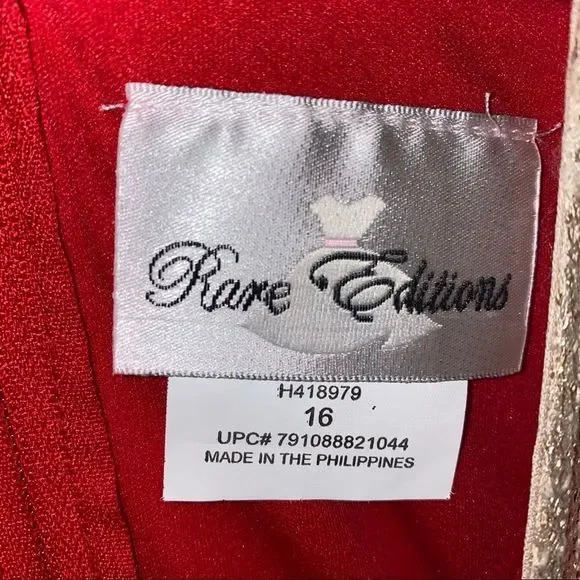 Rare Editions
H418979
16
UPC# 791088821044
MADE IN THE PHILIPPINES